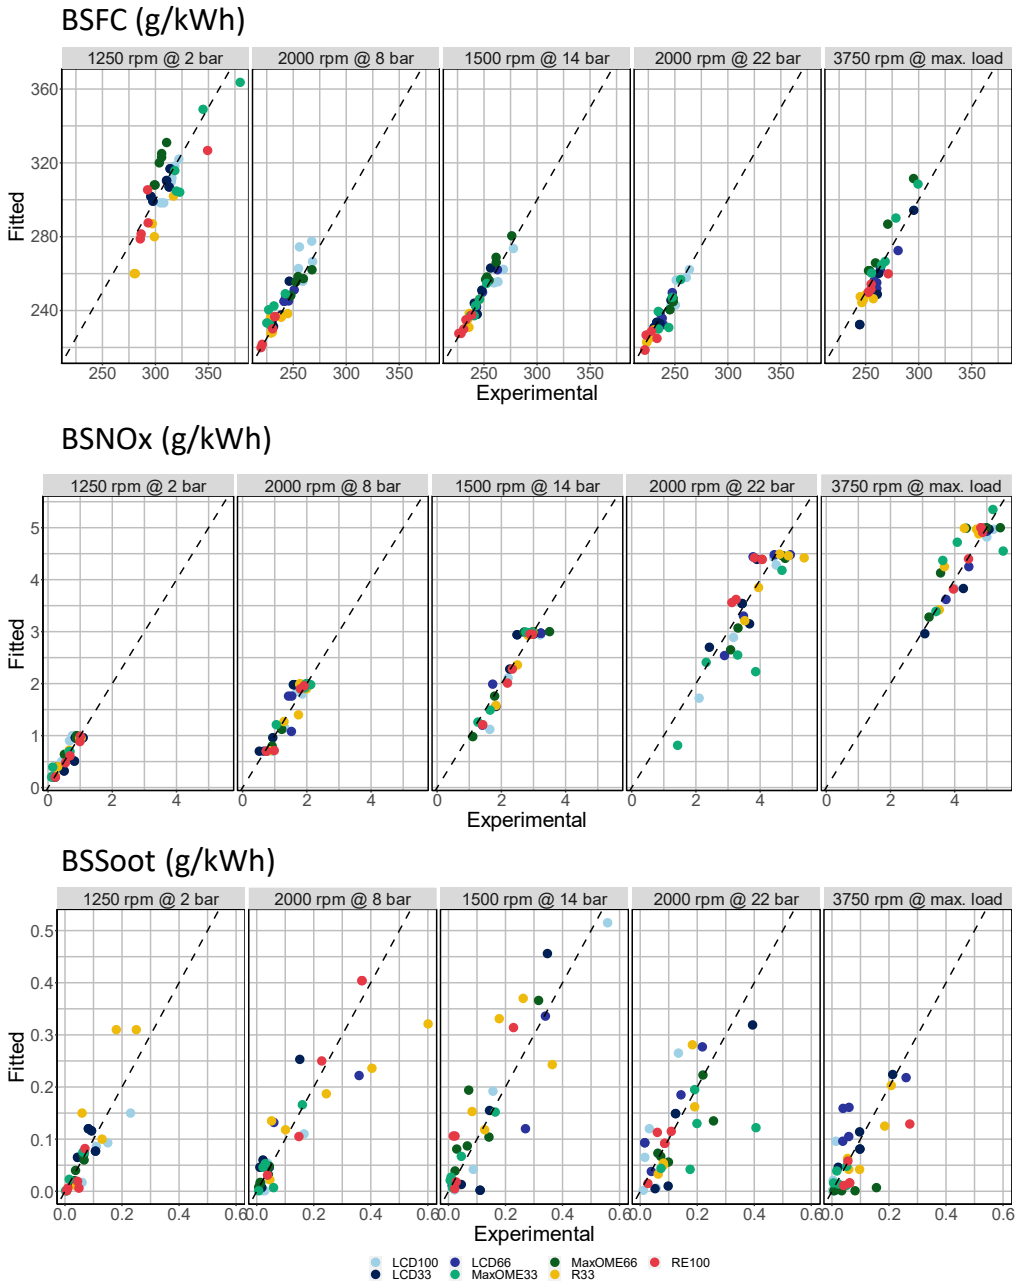 BSFC (g/kWh)
1250 rpm @ 2 bar 2000 rpm @ 8 bar 1500 rpm @ 14 bar 2000 rpm @ 22 bar 3750 rpm @ max. load
360
320
280
240
Fitted
250 300 350 250 300 350 250 300 350 250 300 350 250 300 350
Experimental
BSNOx (g/kWh)
1250 rpm @ 2 bar 2000 rpm @ 8 bar 1500 rpm @ 14 bar 2000 rpm @ 22 bar 3750 rpm @ max. load
5
4
3
2
1
0
Fitted
0 2 4 0 2 4 0 2 4 0 2 4 0 2 4
Experimental
BSSoot (g/kWh)
1250 rpm @ 2 bar 2000 rpm @ 8 bar 1500 rpm @ 14 bar 2000 rpm @ 22 bar 3750 rpm @ max. load
0.5
0.4
0.3
0.2
0.1
0.0
Fitted
0.0 0.2 0.4 0.6 0.0 0.2 0.4 0.6 0.0 0.2 0.4 0.6 0.0 0.2 0.4 0.6 0.0 0.2 0.4 0.6
Experimental
LCD100 LCD66 MaxOME66 RE100
LCD33 MaxOME33 R33